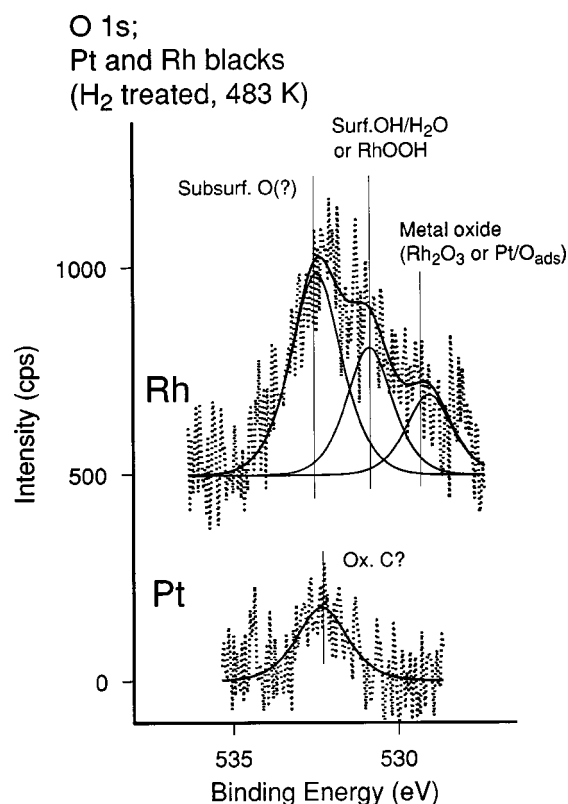 O 1s;
Pt and Rh blacks
(H₂ treated, 483 K)
Surf.OH/H₂O
or RhOOH
Subsurf. O(?)
Metal oxide
(Rh₂O₃ or Pt/Oₐdₛ)
1000
Rh
Intensity (cps)
500
Ox. C?
Pt
0
535
530
Binding Energy (eV)